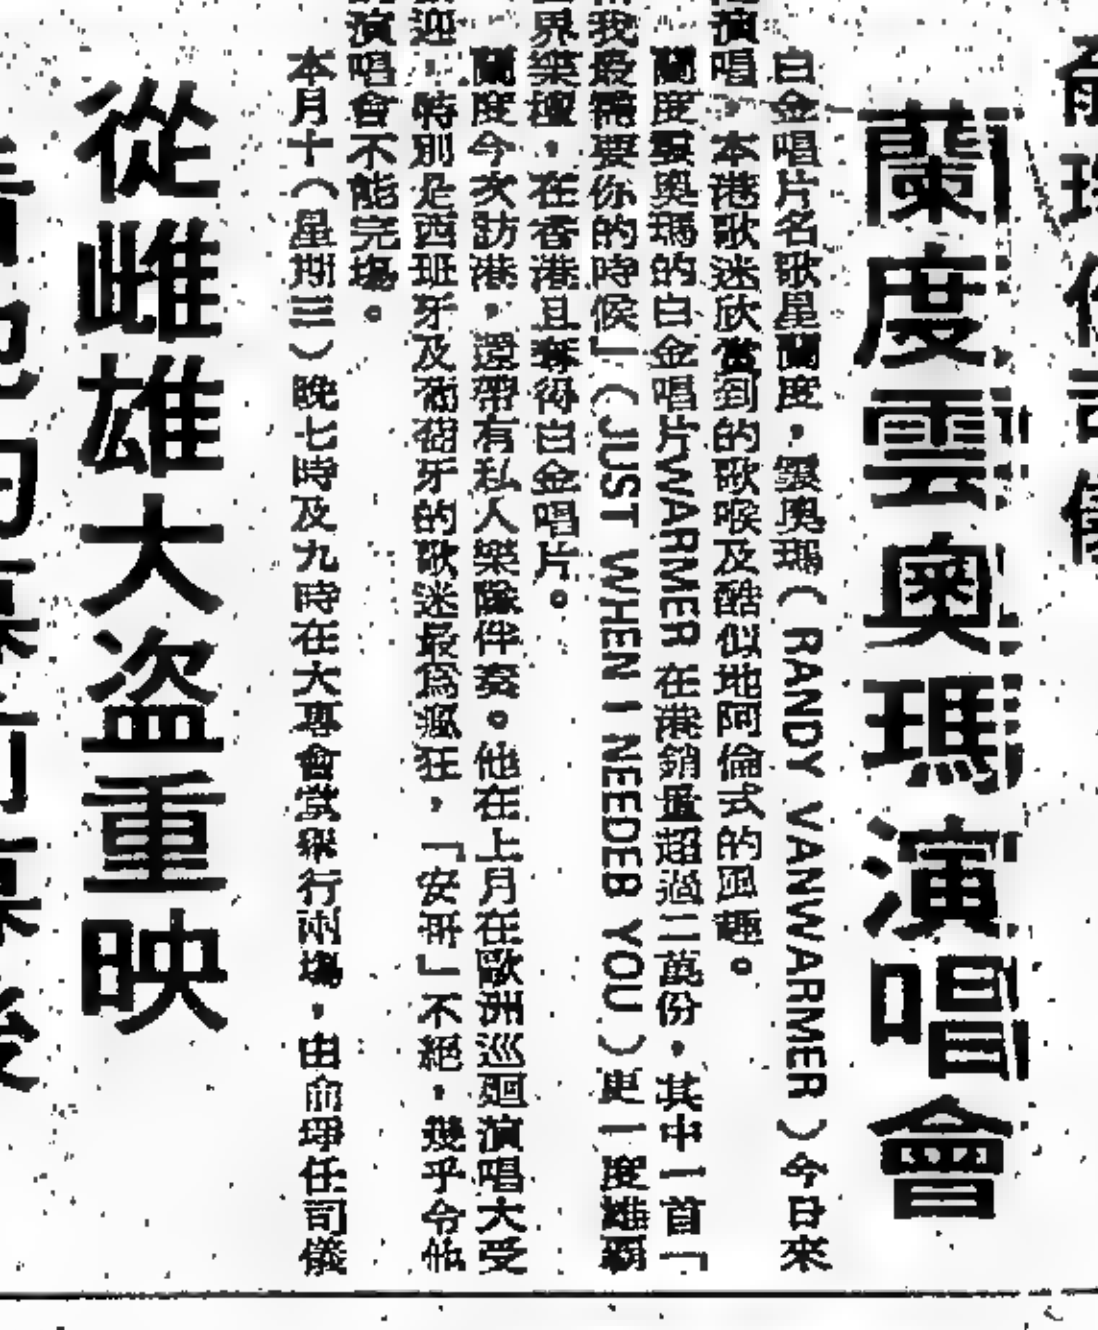 蘭度雲奧瑪演唱會
白金唱片名歌星蘭度．雲奧瑪（RANDY VANWARMER）今日來
演唱，本港歌迷欣賞到的歌喉及酷似地阿倫式的風趣。
蘭度雲奧瑪的白金唱片WARMER在港銷量超過二萬份，其中一首「
我最需要你的時候」（JUST WHEN I NEEDEB YOU）更一度雄霸
界樂壇，在香港且奪得白金唱片。
蘭度今次訪港，還帶有私人樂隊伴奏。他在上月在歐洲巡迴演唱大受
迎，特別是西班牙及葡萄牙的歌迷最為瘋狂，「安哥」不絕，幾乎令他
演唱會不能完場。
本月十（星期三）晚七時及九時在大專會堂舉行兩場，由俞琤任司儀
從雌雄大盗重映